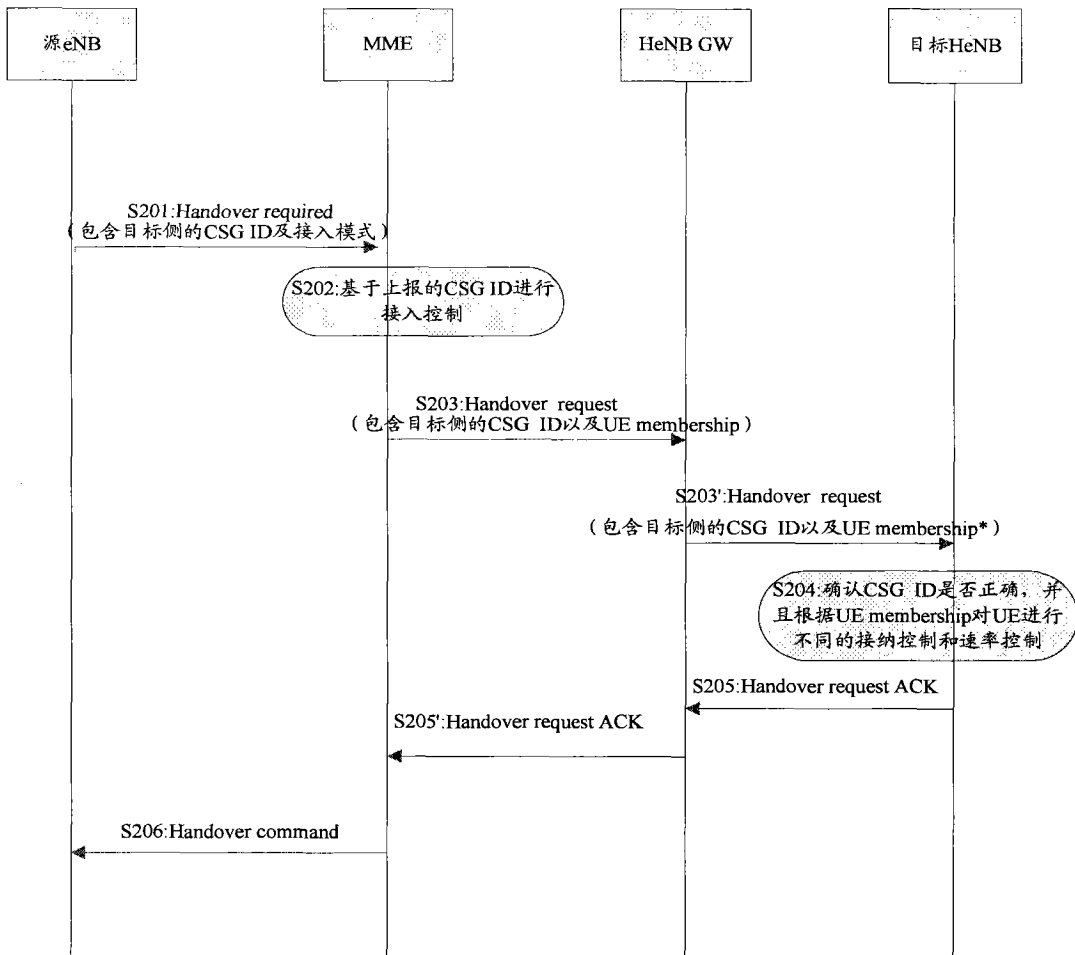 源eNB
MME
HeNB GW
目标HeNB
S201:Handover required
（包含目标侧的CSG ID及接入模式）
S202:基于上报的CSG ID进行
接入控制
S203:Handover request
（包含目标侧的CSG ID以及UE membership）
S203':Handover request
（包含目标侧的CSG ID以及UE membership*）
S204:确认CSG ID是否正确，并
且根据UE membership对UE进行
不同的接纳控制和速率控制
S205:Handover request ACK
S205':Handover request ACK
S206:Handover command